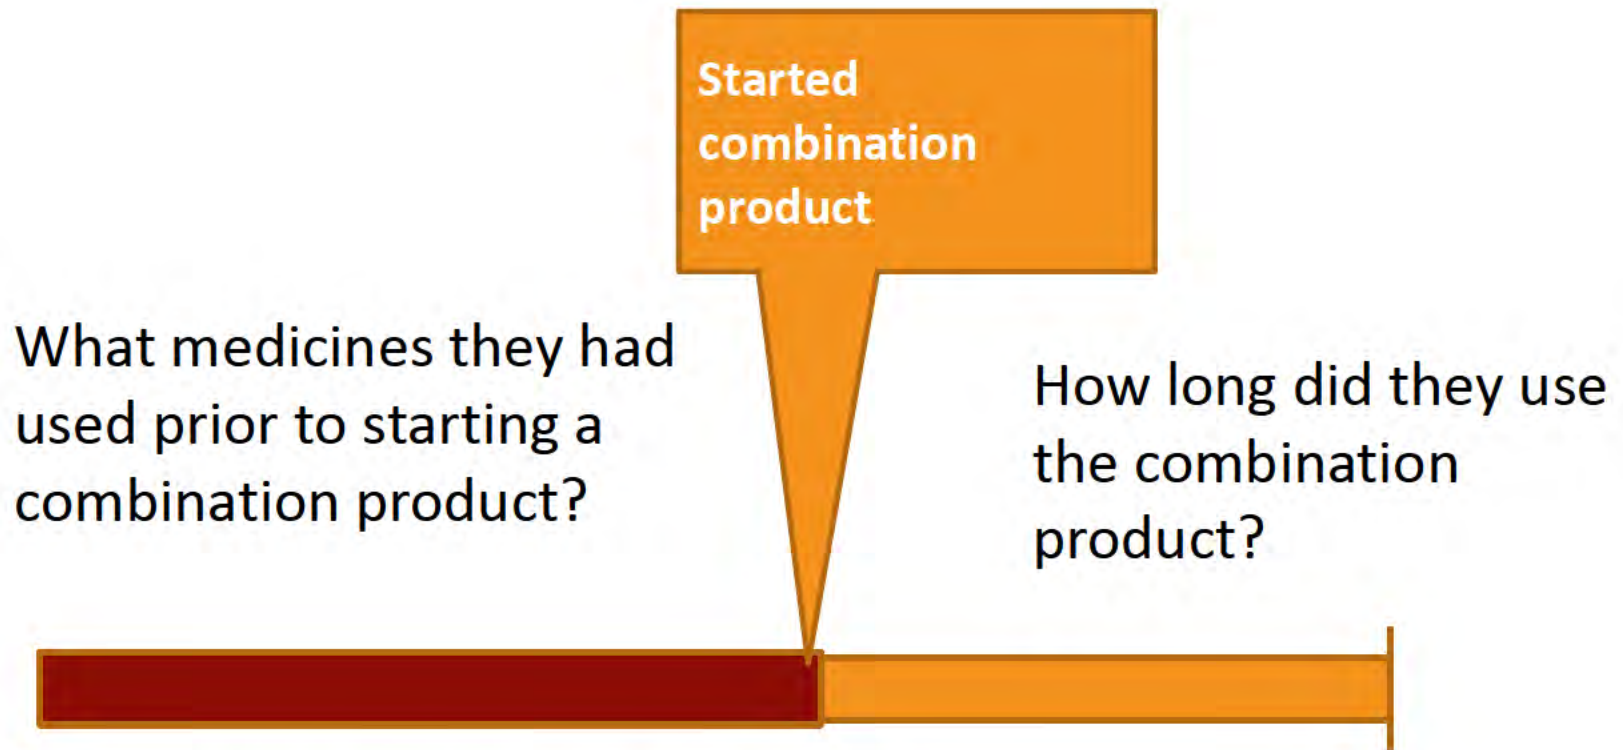 Started
combination
product
What medicines they had
used prior to starting a
combination product?
How long did they use
the combination
product?